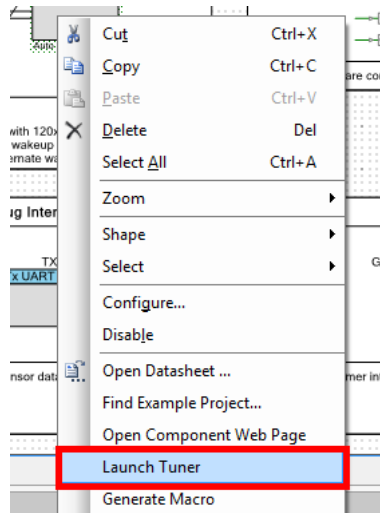 Cut Ctrl+X
Copy Ctrl+C
Paste Ctrl+V
Delete Del
Select All Ctrl+A
Zoom
Shape
Select
Configure...
Disable
Open Datasheet ...
Find Example Project...
Open Component Web Page
Launch Tuner
Generate Macro
are co
with 120x
wakeup
ernate wa
ug Inter
TX
x UART
G
nsor data
mer in